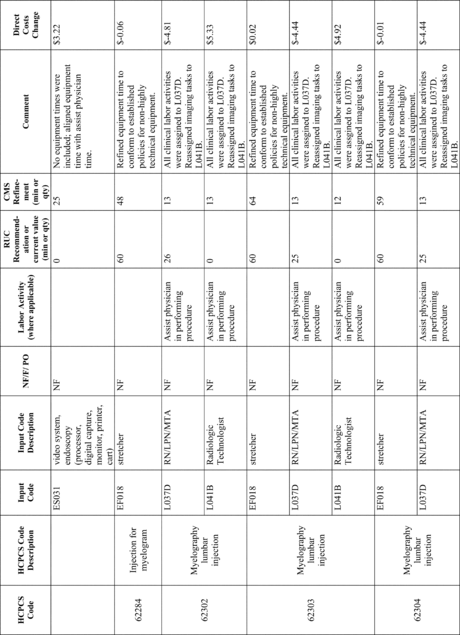 HCPCS
Code
HCPCS Code
Description
Input
Code
Input Code
Description
NF/F/ PO
Labor Activity
(where applicable)
RUC
Recommend-
ation or
current value
(min or qty)
CMS
Refine-
ment
(min or
qty)
Comment
Direct
Costs
Change
ES031
video system,
endoscopy
(processor,
digital capture,
monitor, printer,
cart)
NF
0
25
No equipment times were
included; aligned equipment
time with assist physician
time.
$3.22
62284
Injection for
myelogram
EF018
stretcher
NF
60
48
Refined equipment time to
conform to established
policies for non-highly
technical equipment.
$-0.06
62302
Myelography
lumbar
injection
L037D
RN/LPN/MTA
NF
Assist physician
in performing
procedure
26
13
All clinical labor activities
were assigned to L037D.
Reassigned imaging tasks to
L041B.
$-4.81
L041B
Radiologic
Technologist
NF
Assist physician
in performing
procedure
0
13
All clinical labor activities
were assigned to L037D.
Reassigned imaging tasks to
L041B.
$5.33
62303
Myelography
lumbar
injection
EF018
stretcher
NF
60
64
Refined equipment time to
conform to established
policies for non-highly
technical equipment.
$0.02
L037D
RN/LPN/MTA
NF
Assist physician
in performing
procedure
25
13
All clinical labor activities
were assigned to L037D.
Reassigned imaging tasks to
L041B.
$-4.44
L041B
Radiologic
Technologist
NF
Assist physician
in performing
procedure
0
12
All clinical labor activities
were assigned to L037D.
Reassigned imaging tasks to
L041B.
$4.92
62304
Myelography
lumbar
injection
EF018
stretcher
NF
60
59
Refined equipment time to
conform to established
policies for non-highly
technical equipment.
$-0.01
L037D
RN/LPN/MTA
NF
Assist physician
in performing
procedure
25
13
All clinical labor activities
were assigned to L037D.
Reassigned imaging tasks to
L041B.
$-4.44